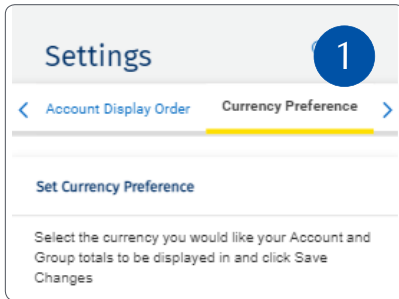 Settings
1
Account Display Order Currency Preference
Set Currency Preference
Select the currency you would like your Account and
Group totals to be displayed in and click Save
Changes